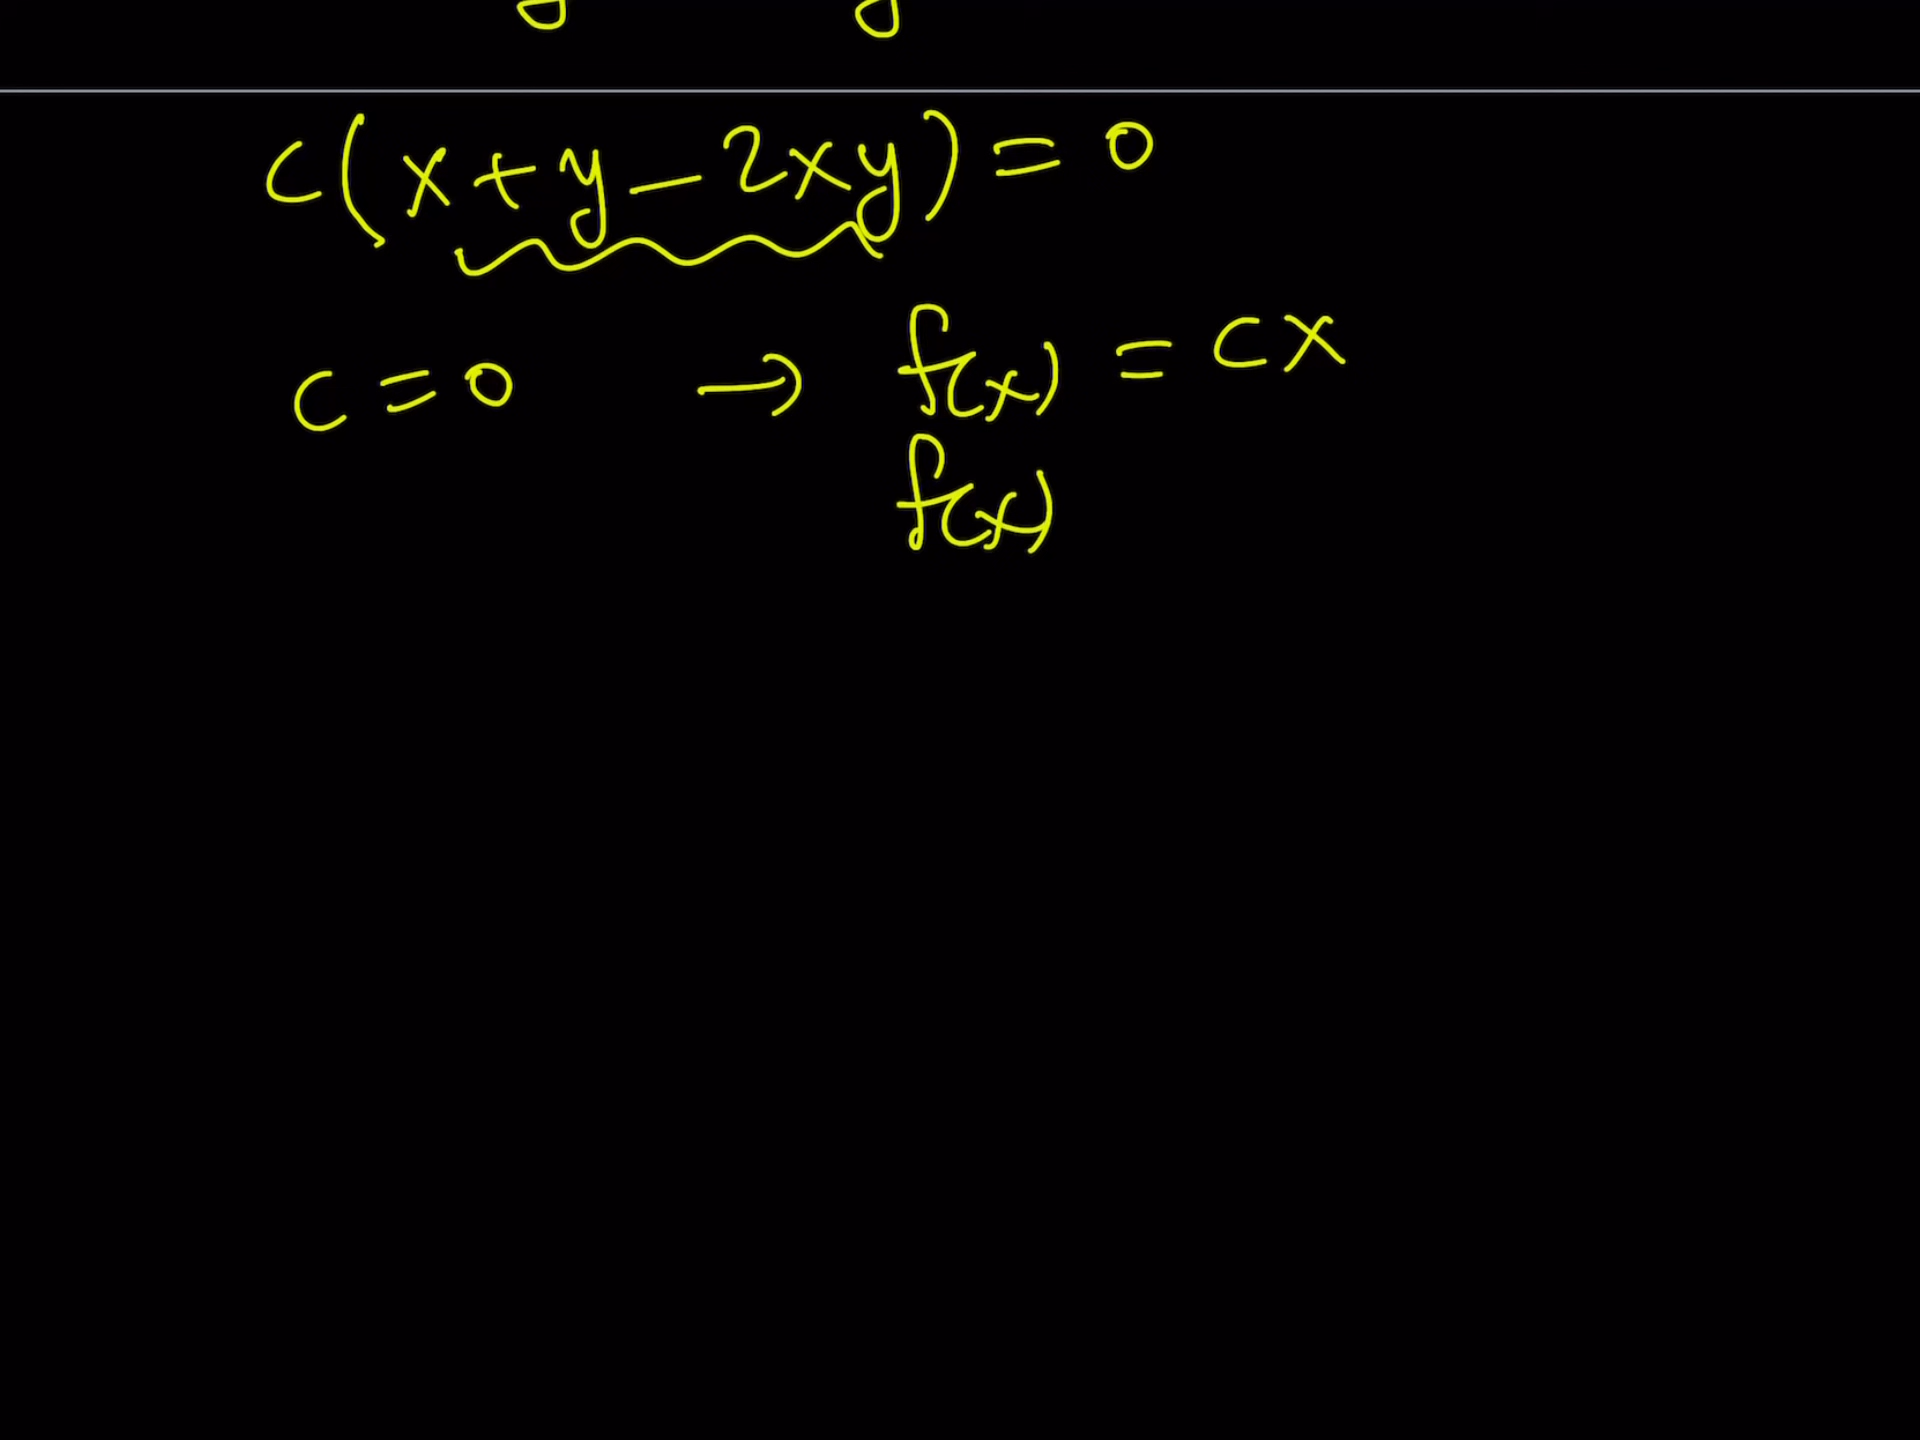 c(x+y-2xy)=0
c=0 → f(x)=cx
f(x)